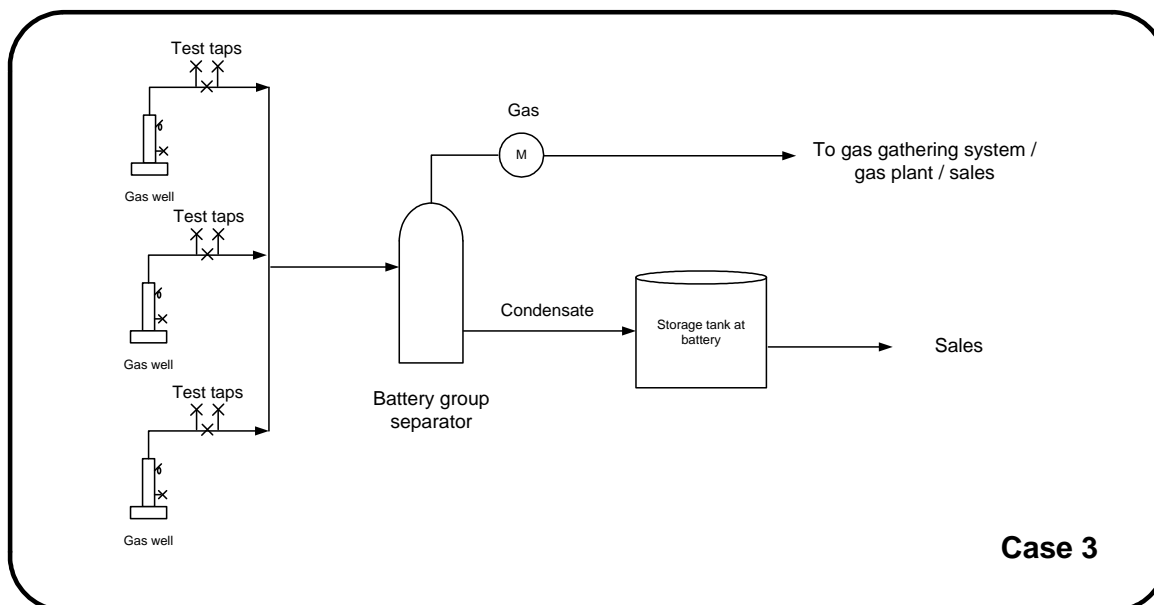 Test taps
Gas well
Test taps
Gas well
Test taps
Gas well
Gas
M
To gas gathering system /
gas plant / sales
Condensate
Battery group
separator
Storage tank at
battery
Sales
Case 3